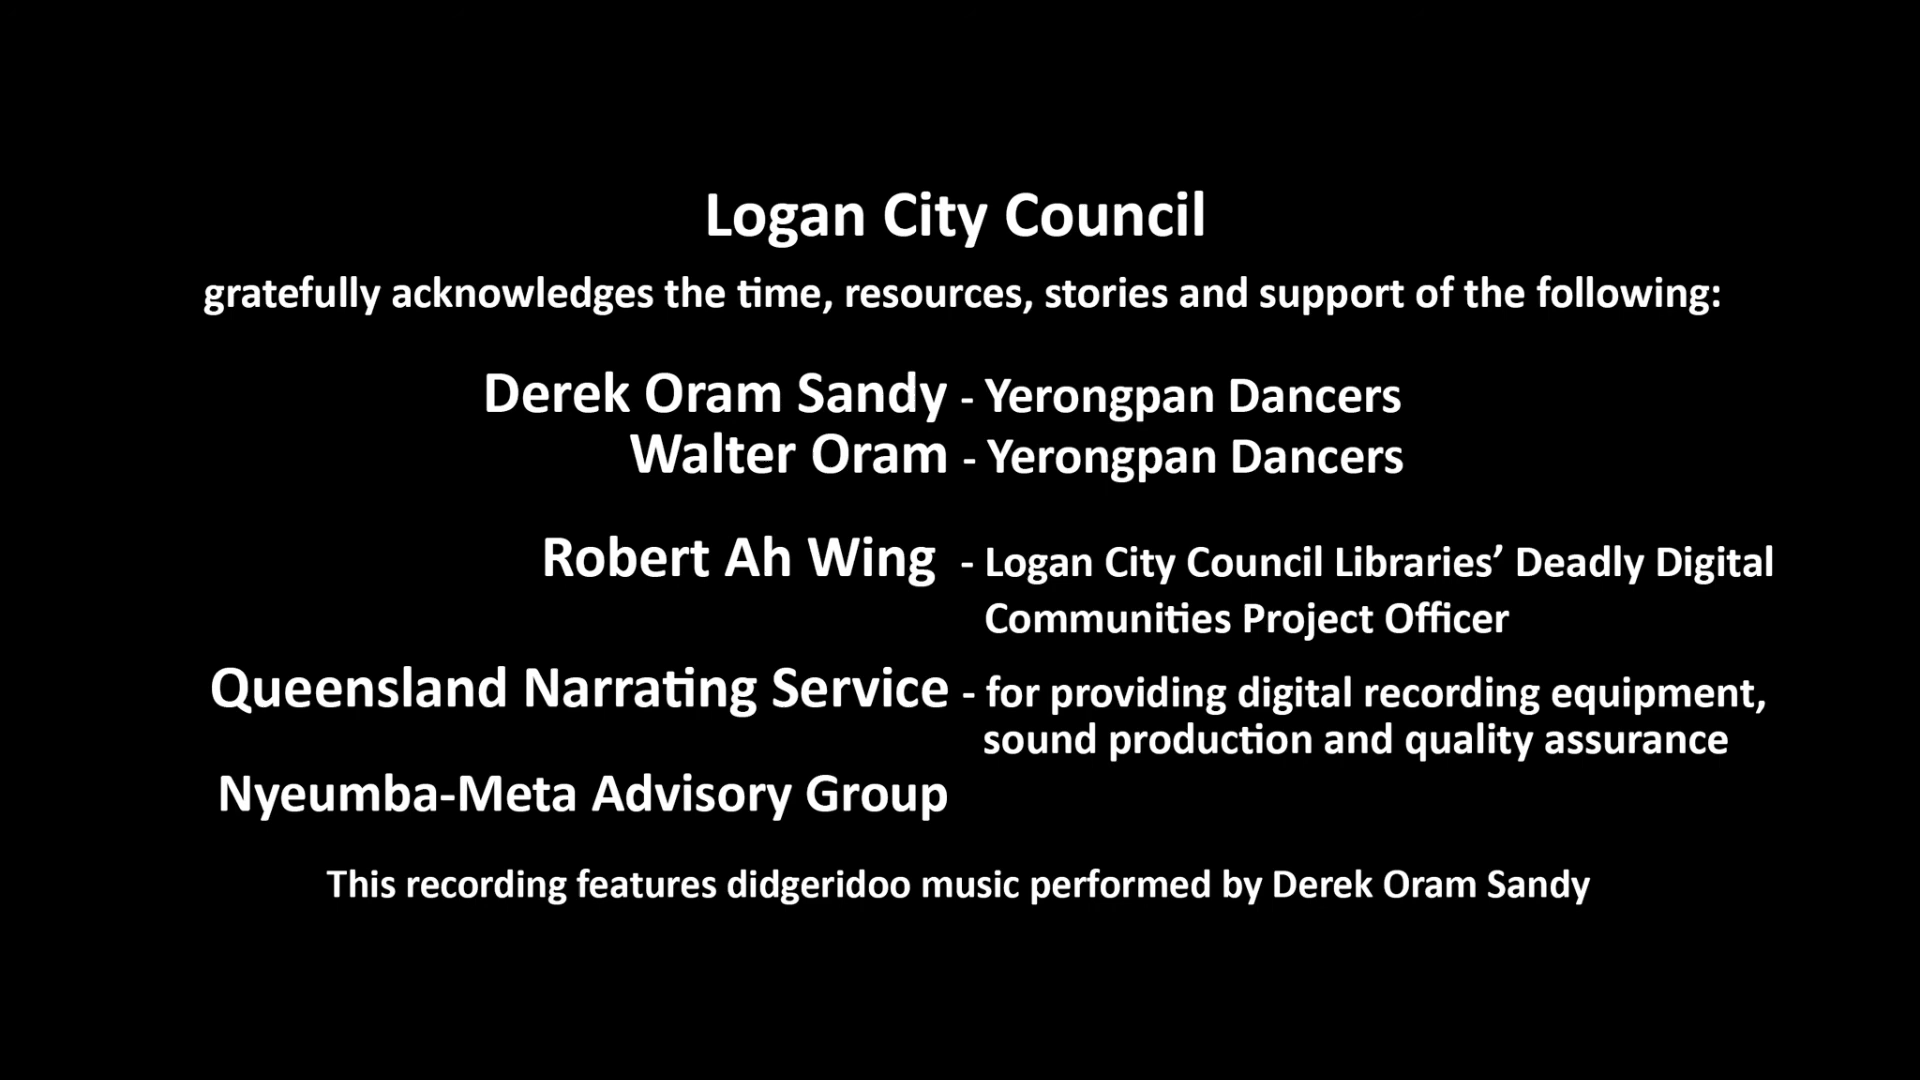 Logan City Council
gratefully acknowledges the time, resources, stories and support of the following:
Derek Oram Sandy - Yerongpan Dancers
Walter Oram - Yerongpan Dancers
Robert Ah Wing - Logan City Council Libraries’ Deadly Digital
Communities Project Officer
Queensland Narrating Service - for providing digital recording equipment,
sound production and quality assurance
Nyeumba-Meta Advisory Group
This recording features didgeridoo music performed by Derek Oram Sandy